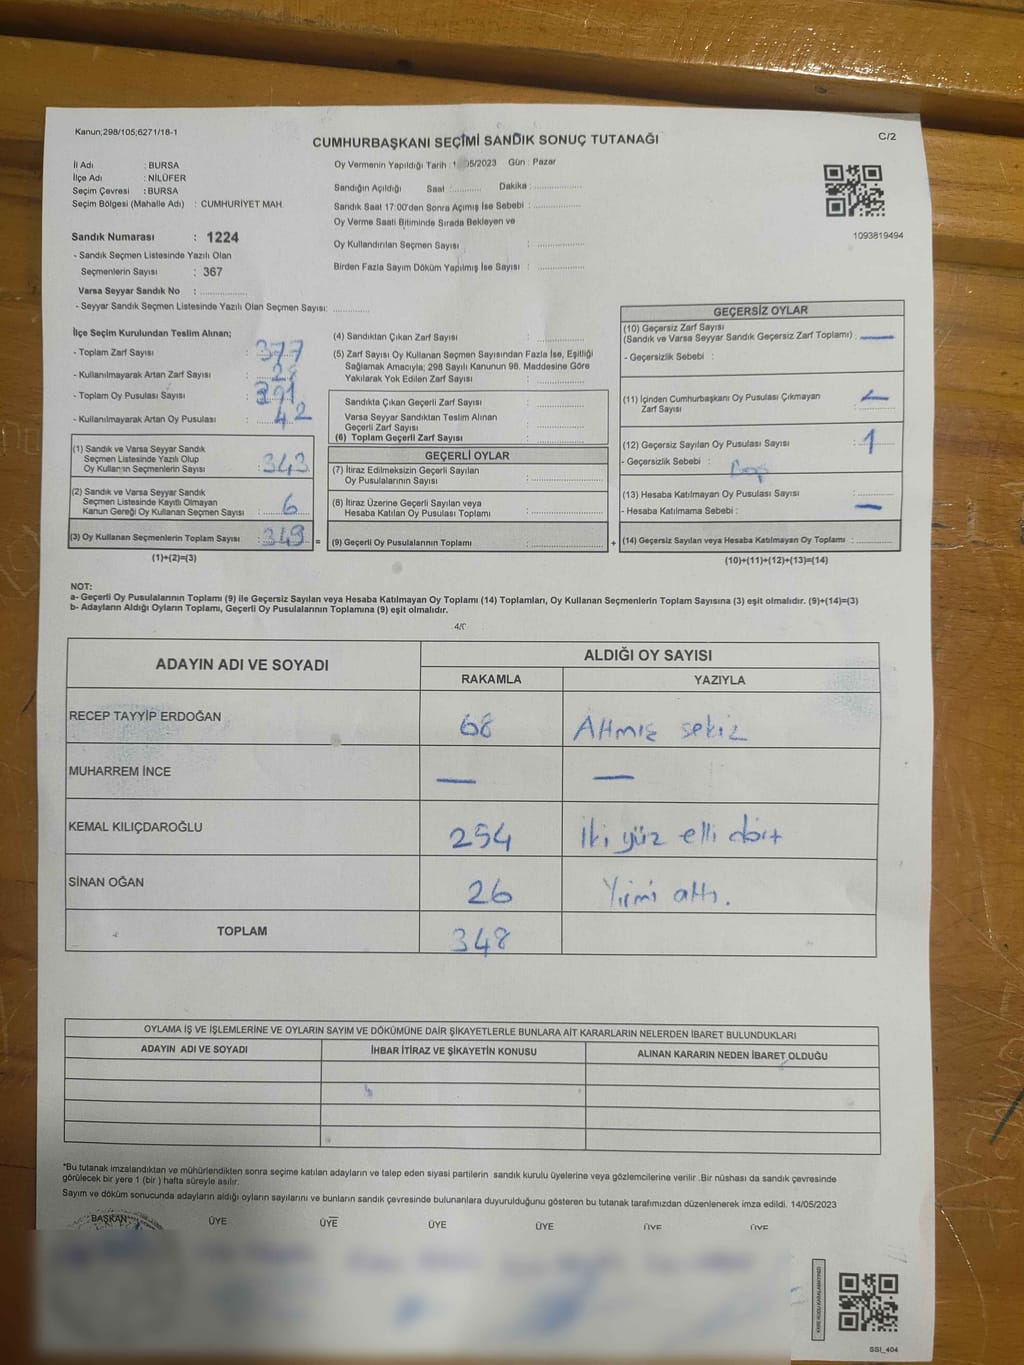 Kanun;298/105;6271/18-1
C/2
CUMHURBAŞKANI SEÇİMİ SANDIK SONUÇ TUTANAĞI
İl Adı : BURSA
İlçe Adı : NİLÜFER
Seçim Çevresi : BURSA
Seçim Bölgesi (Mahalle Adı) : CUMHURİYET MAH.
Sandık Numarası : 1224
- Sandık Seçmen Listesinde Yazılı Olan
Seçmenlerin Sayısı : 367
Varsa Seyyar Sandık No : ..................
- Seyyar Sandık Seçmen Listesinde Yazılı Olan Seçmen Sayısı: ..............
Oy Vermenin Yapıldığı Tarih : 1 /05/2023 Gün : Pazar
Sandığın Açıldığı Saat :........... Dakika : ..................
Sandık Saat 17:00'den Sonra Açımış İse Sebebi : ..................
Oy Verme Saati Bitiminde Sırada Bekleyen ve
Oy Kullandırılan Seçmen Sayısı : ..................
Birden Fazla Sayım Döküm Yapılmış İse Sayısı : ..................
1093819494
İlçe Seçim Kurulundan Teslim Alınan;
- Toplam Zarf Sayısı : 377
- Kullanılmayarak Artan Zarf Sayısı : 28
- Toplam Oy Pusulası Sayısı : 391
- Kullanılmayarak Artan Oy Pusulası : 42
(1) Sandık ve Varsa Seyyar Sandık
Seçmen Listesinde Yazılı Olup
Oy Kullanan Seçmenlerin Sayısı : 343
(2) Sandık ve Varsa Seyyar Sandık
Seçmen Listesinde Kayıtlı Olmayan
Kanun Gereği Oy Kullanan Seçmen Sayısı : 6
(3) Oy Kullanan Seçmenlerin Toplam Sayısı : 349 =
(1)+(2)=(3)
(4) Sandıktan Çıkan Zarf Sayısı : ..................
(5) Zarf Sayısı Oy Kullanan Seçmen Sayısından Fazla İse, Eşitliği
Sağlamak Amacıyla; 298 Sayılı Kanunun 98. Maddesine Göre
Yakılarak Yok Edilen Zarf Sayısı : ..................
Sandıkta Çıkan Geçerli Zarf Sayısı : ..................
Varsa Seyyar Sandıktan Teslim Alınan
Geçerli Zarf Sayısı : ..................
(6) Toplam Geçerli Zarf Sayısı : ..................
GEÇERLİ OYLAR
(7) İtiraz Edilmeksizin Geçerli Sayılan
Oy Pusulalarının Sayısı : ..................
(8) İtiraz Üzerine Geçerli Sayılan veya
Hesaba Katılan Oy Pusulası Toplamı : ..................
(9) Geçerli Oy Pusulalarının Toplamı : .................. +
GEÇERSİZ OYLAR
(10) Geçersiz Zarf Sayısı
(Sandık ve Varsa Seyyar Sandık Geçersiz Zarf Toplamı) : —
- Geçersizlik Sebebi :
(11) İçinden Cumhurbaşkanı Oy Pusulası Çıkmayan
Zarf Sayısı : —
(12) Geçersiz Sayılan Oy Pusulası Sayısı : 1
- Geçersizlik Sebebi : Boş
(13) Hesaba Katılmayan Oy Pusulası Sayısı : ............
- Hesaba Katılmama Sebebi : —
(14) Geçersiz Sayılan veya Hesaba Katılmayan Oy Toplamı : ............
(10)+(11)+(12)+(13)=(14)
NOT:
a- Geçerli Oy Pusulalarının Toplamı (9) ile Geçersiz Sayılan veya Hesaba Katılmayan Oy Toplamı (14) Toplamları, Oy Kullanan Seçmenlerin Toplam Sayısına (3) eşit olmalıdır. (9)+(14)=(3)
b- Adayların Aldığı Oyların Toplamı, Geçerli Oy Pusulalarının Toplamına (9) eşit olmalıdır.
ADAYIN ADI VE SOYADI ALDIĞI OY SAYISI
RAKAMLA YAZIYLA
RECEP TAYYİP ERDOĞAN 68 Altmış sekiz
MUHARREM İNCE — —
KEMAL KILIÇDAROĞLU 254 İki yüz elli dört
SİNAN OĞAN 26 Yirmi altı.
TOPLAM 348
OYLAMA İŞ VE İŞLEMLERİNE VE OYLARIN SAYIM VE DÖKÜMÜNE DAİR ŞİKAYETLERLE BUNLARA AİT KARARLARIN NELERDEN İBARET BULUNDUKLARI
ADAYIN ADI VE SOYADI İHBAR İTİRAZ VE ŞİKAYETİN KONUSU ALINAN KARARIN NEDEN İBARET OLDUĞU
*Bu tutanak imzalandıktan ve mühürlendikten sonra seçime katılan adayların ve talep eden siyasi partilerin sandık kurulu üyelerine veya gözlemcilerine verilir .Bir nüshası da sandık çevresinde
görülecek bir yere 1 (bir ) hafta süreyle asılır.
Sayım ve döküm sonucunda adayların aldığı oyların sayılarını ve bunların sandık çevresinde bulunanlara duyurulduğunu gösteren bu tutanak tarafımızdan düzenlenerek imza edildi. 14/05/2023
BAŞKAN ÜYE ÜYE ÜYE ÜYE ÜYE ÜYE
SSI_404